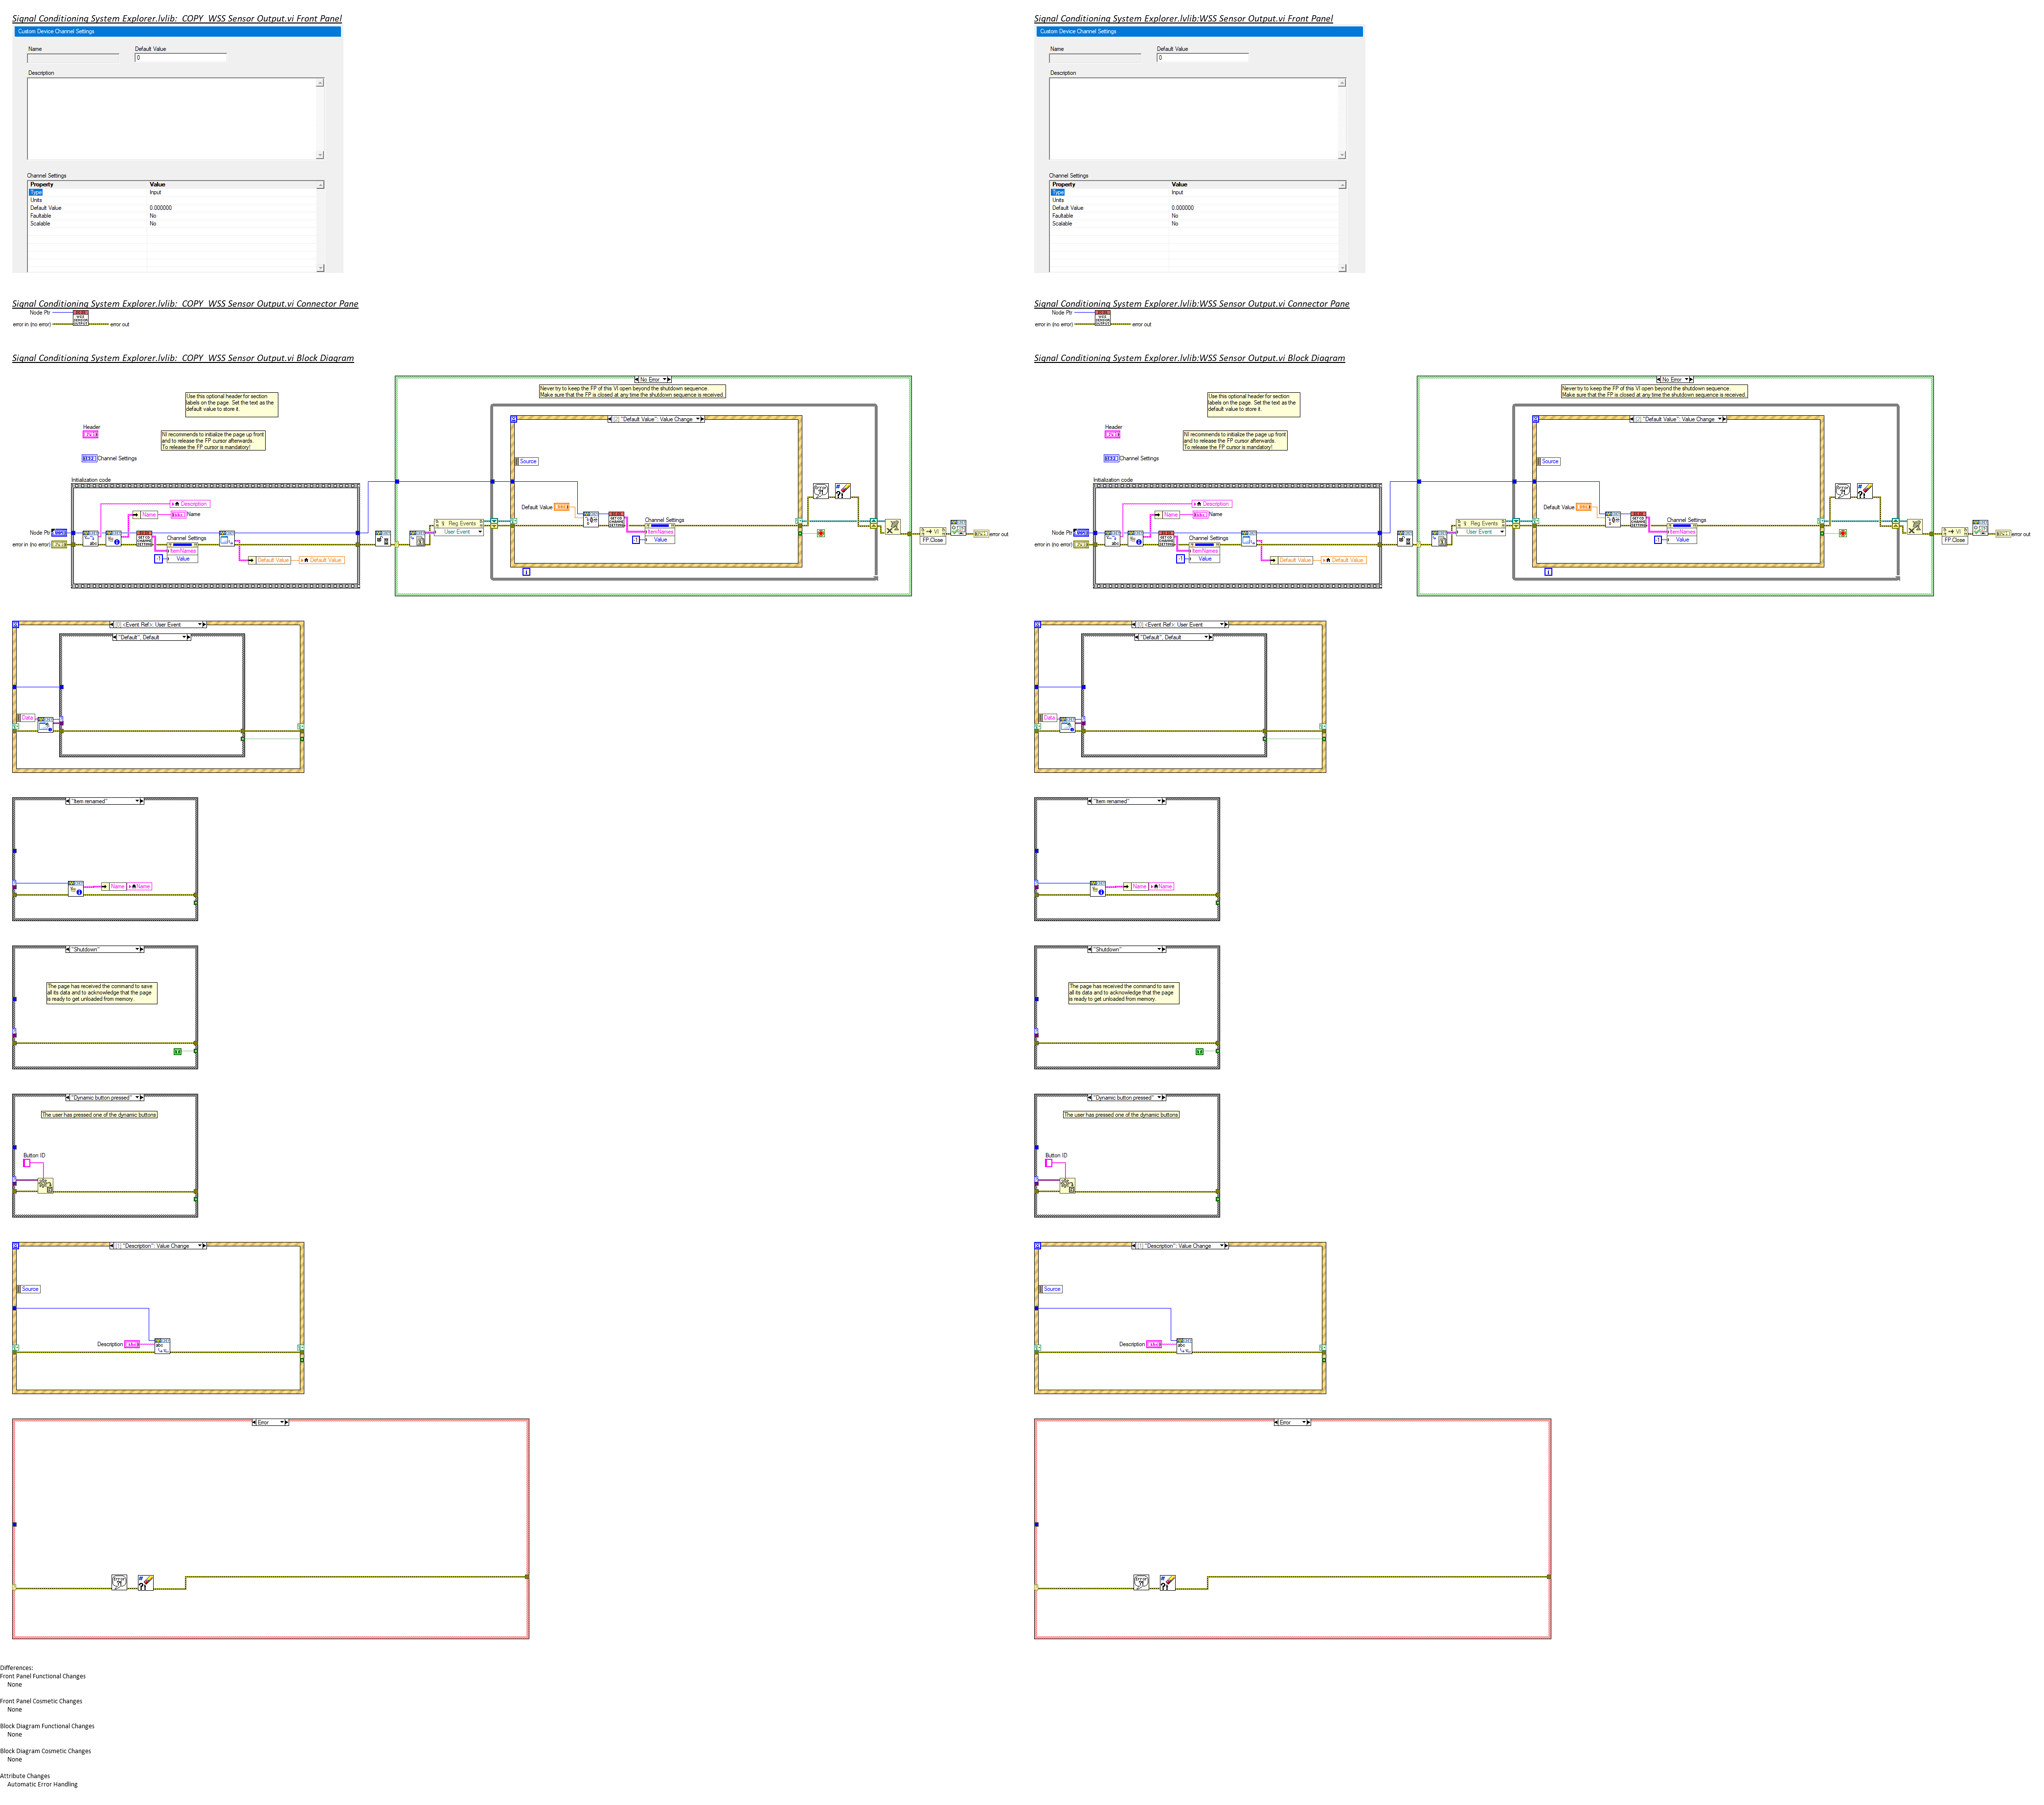 Signal Conditioning System Explorer.lvlib:_COPY_WSS Sensor Output.vi Front Panel
Custom Device Channel Settings
Name
Default Value
0
Description
Channel Settings
Property Value
Type Input
Units
Default Value 0.000000
Faultable No
Scalable No
Signal Conditioning System Explorer.lvlib:_COPY_WSS Sensor Output.vi Connector Pane
Node Ptr
error in (no error)
error out
Signal Conditioning System Explorer.lvlib:_COPY_WSS Sensor Output.vi Block Diagram
No Error
Never try to keep the FP of this VI open beyond the shutdown sequence.
Make sure that the FP is closed at any time the shutdown sequence is received.
Use this optional header for section
labels on the page. Set the text as the
default value to store it.
"Default Value": Value Change
Header
NI recommends to initialize the page up front
and to release the FP cursor afterwards.
To release the FP cursor is mandatory!
Channel Settings
Source
Initialization code
Description
Name
Name
Default Value
Channel Settings
Value
Reg Events
User Event
Node Ptr
error in (no error)
Channel Settings
ItemNames
ItemNames
-1
Value
-1
Default Value
Default Value
VI
FP.Close
error out
<Event Ref>: User Event
"Default", Default
Data
"Item renamed"
Name
Name
"Shutdown"
The page has received the command to save
all its data and to acknowledge that the page
is ready to get unloaded from memory.
"Dynamic button pressed"
The user has pressed one of the dynamic buttons
Button ID
"Description": Value Change
Source
Description
Error
Signal Conditioning System Explorer.lvlib:WSS Sensor Output.vi Front Panel
Custom Device Channel Settings
Name
Default Value
0
Description
Channel Settings
Property Value
Type Input
Units
Default Value 0.000000
Faultable No
Scalable No
Signal Conditioning System Explorer.lvlib:WSS Sensor Output.vi Connector Pane
Node Ptr
error in (no error)
error out
Signal Conditioning System Explorer.lvlib:WSS Sensor Output.vi Block Diagram
No Error
Never try to keep the FP of this VI open beyond the shutdown sequence.
Make sure that the FP is closed at any time the shutdown sequence is received.
Use this optional header for section
labels on the page. Set the text as the
default value to store it.
"Default Value": Value Change
Header
NI recommends to initialize the page up front
and to release the FP cursor afterwards.
To release the FP cursor is mandatory!
Channel Settings
Source
Initialization code
Description
Name
Name
Default Value
Channel Settings
Value
Reg Events
User Event
Node Ptr
error in (no error)
Channel Settings
ItemNames
ItemNames
-1
Value
-1
Default Value
Default Value
VI
FP.Close
error out
<Event Ref>: User Event
"Default", Default
Data
"Item renamed"
Name
Name
"Shutdown"
The page has received the command to save
all its data and to acknowledge that the page
is ready to get unloaded from memory.
"Dynamic button pressed"
The user has pressed one of the dynamic buttons
Button ID
"Description": Value Change
Source
Description
Error
Differences:
Front Panel Functional Changes
None
Front Panel Cosmetic Changes
None
Block Diagram Functional Changes
None
Block Diagram Cosmetic Changes
None
Attribute Changes
Automatic Error Handling